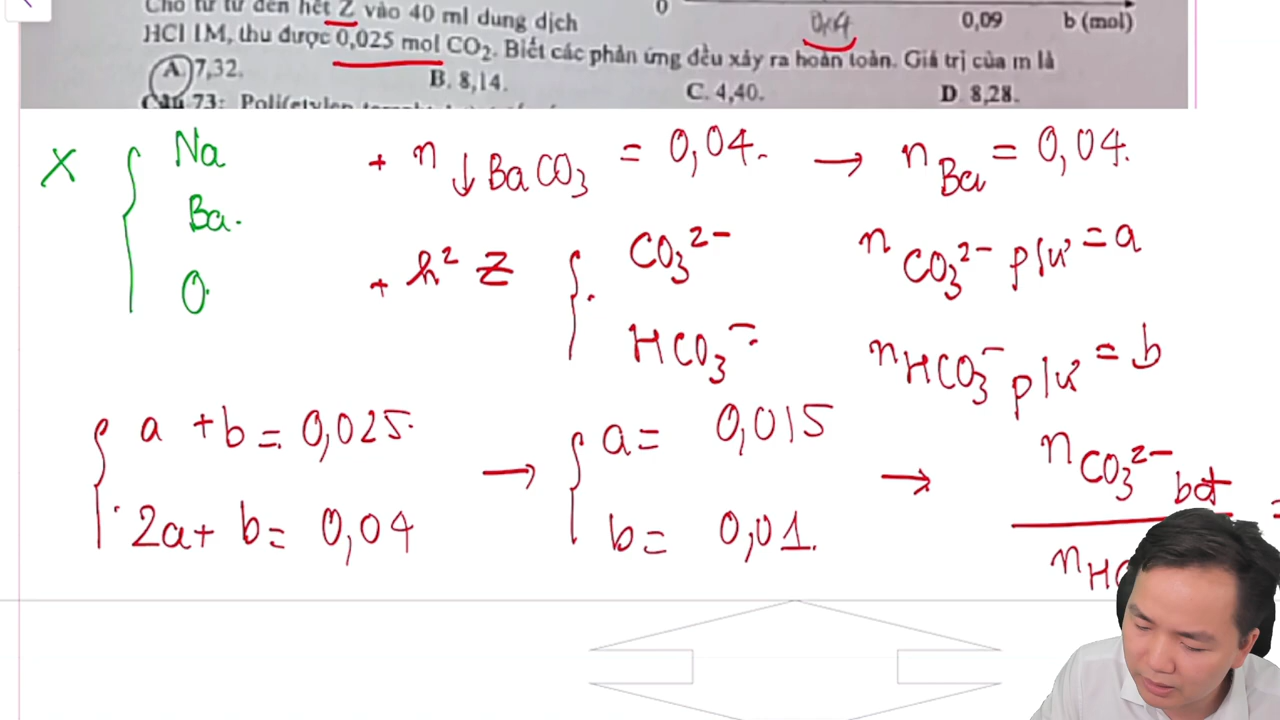 Cho từ từ đến hết Z vào 40 ml dung dịch
0 0,04 0,09 b (mol)
HCl 1M, thu được 0,025 mol CO₂. Biết các phản ứng đều xảy ra hoàn toàn. Giá trị của m là
A. 7,32. B. 8,14. C. 4,40. D. 8,28.
Câu 73:
X { Na Ba. O.
+ n↓BaCO₃ = 0,04. → nBa = 0,04.
+ h² Z { CO₃²⁻ HCO₃⁻
nCO₃²⁻ p/ư = a
nHCO₃⁻ p/ư = b
{ a + b = 0,025. 2a + b = 0,04
→ { a = 0,015 b = 0,01.
→ nCO₃²⁻ bđ